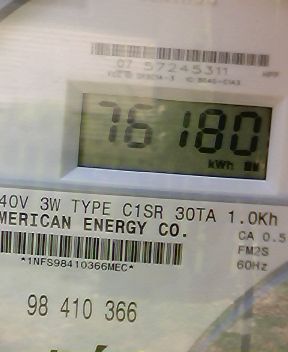 07 57245311
76180
kWh
40V 3W TYPE C1SR 30TA 1.0Kh
MERICAN ENERGY CO.
CA 0.5
FM2S
*1NFS98410366MEC*
60Hz
98 410 366